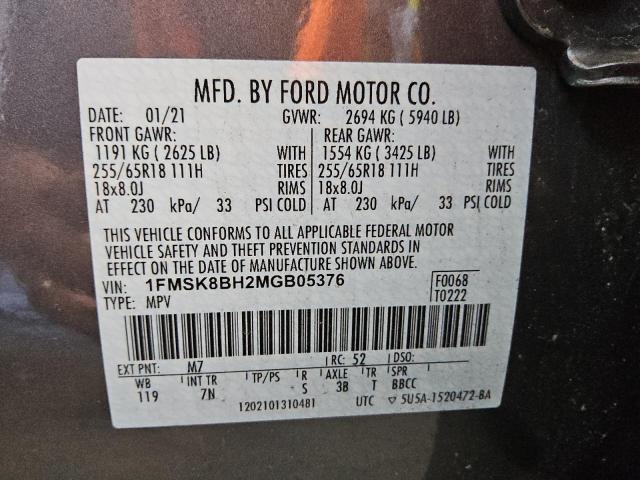 MFD. BY FORD MOTOR CO.
DATE: 01/21 GVWR: 2694 KG ( 5940 LB)
FRONT GAWR: REAR GAWR:
1191 KG ( 2625 LB) WITH 1554 KG ( 3425 LB) WITH
255/65R18 111H TIRES 255/65R18 111H TIRES
18x8.0J RIMS 18x8.0J RIMS
AT 230 kPa/ 33 PSI COLD AT 230 kPa/ 33 PSI COLD
THIS VEHICLE CONFORMS TO ALL APPLICABLE FEDERAL MOTOR
VEHICLE SAFETY AND THEFT PREVENTION STANDARDS IN
EFFECT ON THE DATE OF MANUFACTURE SHOWN ABOVE.
VIN: 1FMSK8BH2MGB05376 F0068
TYPE: MPV T0222
EXT PNT: M7 RC: 52 DSO:
WB INT TR TP/PS R AXLE TR SPR
119 7N S 3B T BBCC
1202101310481 UTC ▽ 5U5A-1520472-BA